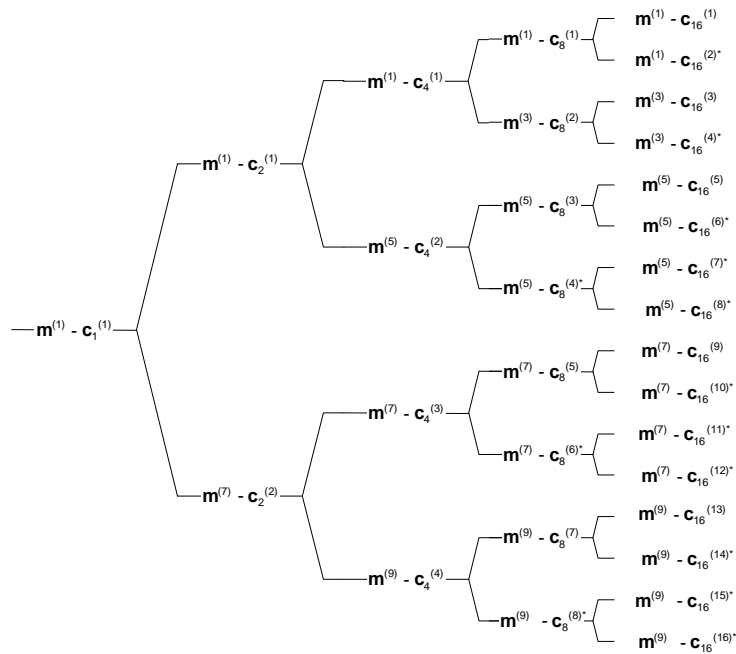 m(1) - c16(1)
m(1) - c8(1)
m(1) - c16(2)*
m(1) - c4(1)
m(3) - c16(3)
m(3) - c8(2)
m(3) - c16(4)*
m(1) - c2(1)
m(5) - c16(5)
m(5) - c8(3)
m(5) - c16(6)*
m(5) - c4(2)
m(5) - c16(7)*
m(5) - c8(4)*
m(5) - c16(8)*
m(1) - c1(1)
m(7) - c16(9)
m(7) - c8(5)
m(7) - c16(10)*
m(7) - c4(3)
m(7) - c16(11)*
m(7) - c8(6)*
m(7) - c16(12)*
m(7) - c2(2)
m(9) - c16(13)
m(9) - c8(7)
m(9) - c16(14)*
m(9) - c4(4)
m(9) - c16(15)*
m(9) - c8(8)*
m(9) - c16(16)*